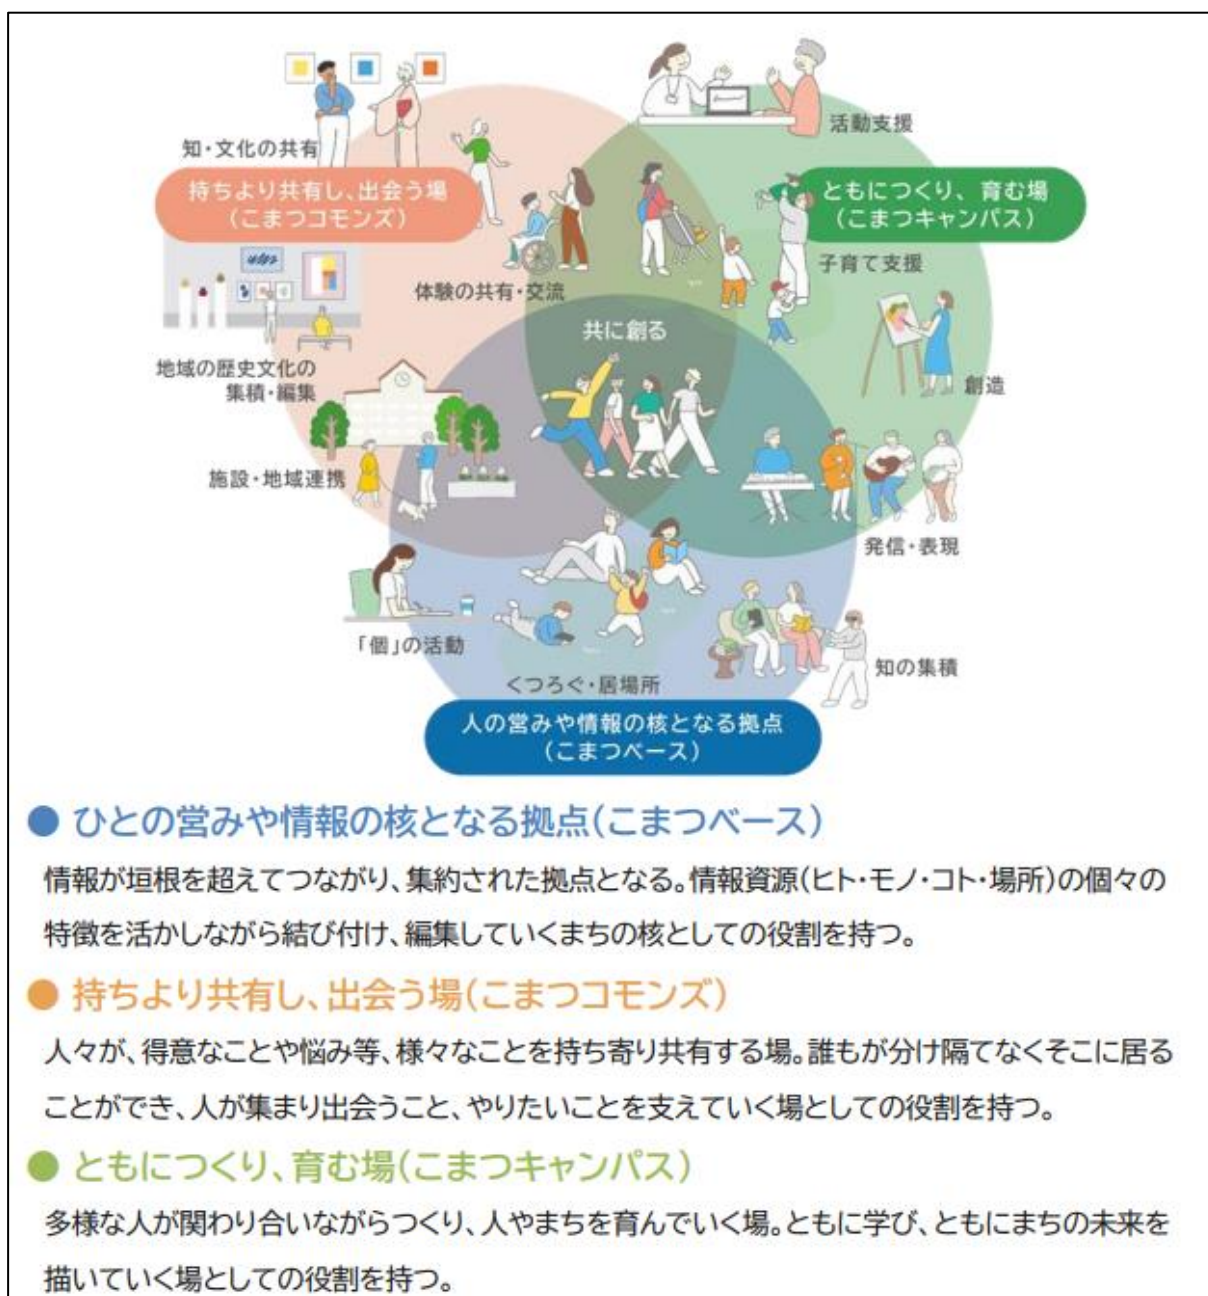 活動支援
知・文化の共有
持ちより共有し、出会う場
(こまつコモンズ)
ともにつくり、育む場
(こまつキャンパス)
子育て支援
体験の共有・交流
共に創る
地域の歴史文化の
集積・編集
創造
施設・地域連携
発信・表現
「個」の活動
知の集積
くつろぐ・居場所
人の営みや情報の核となる拠点
(こまつベース)
● ひとの営みや情報の核となる拠点(こまつベース)
情報が垣根を超えてつながり、集約された拠点となる。情報資源(ヒト・モノ・コト・場所)の個々の
特徴を活かしながら結び付け、編集していくまちの核としての役割を持つ。
● 持ちより共有し、出会う場(こまつコモンズ)
人々が、得意なことや悩み等、様々なことを持ち寄り共有する場。誰もが分け隔てなくそこに居る
ことができ、人が集まり出会うこと、やりたいことを支えていく場としての役割を持つ。
● ともにつくり、育む場(こまつキャンパス)
多様な人が関わり合いながらつくり、人やまちを育んでいく場。ともに学び、ともにまちの未来を
描いていく場としての役割を持つ。